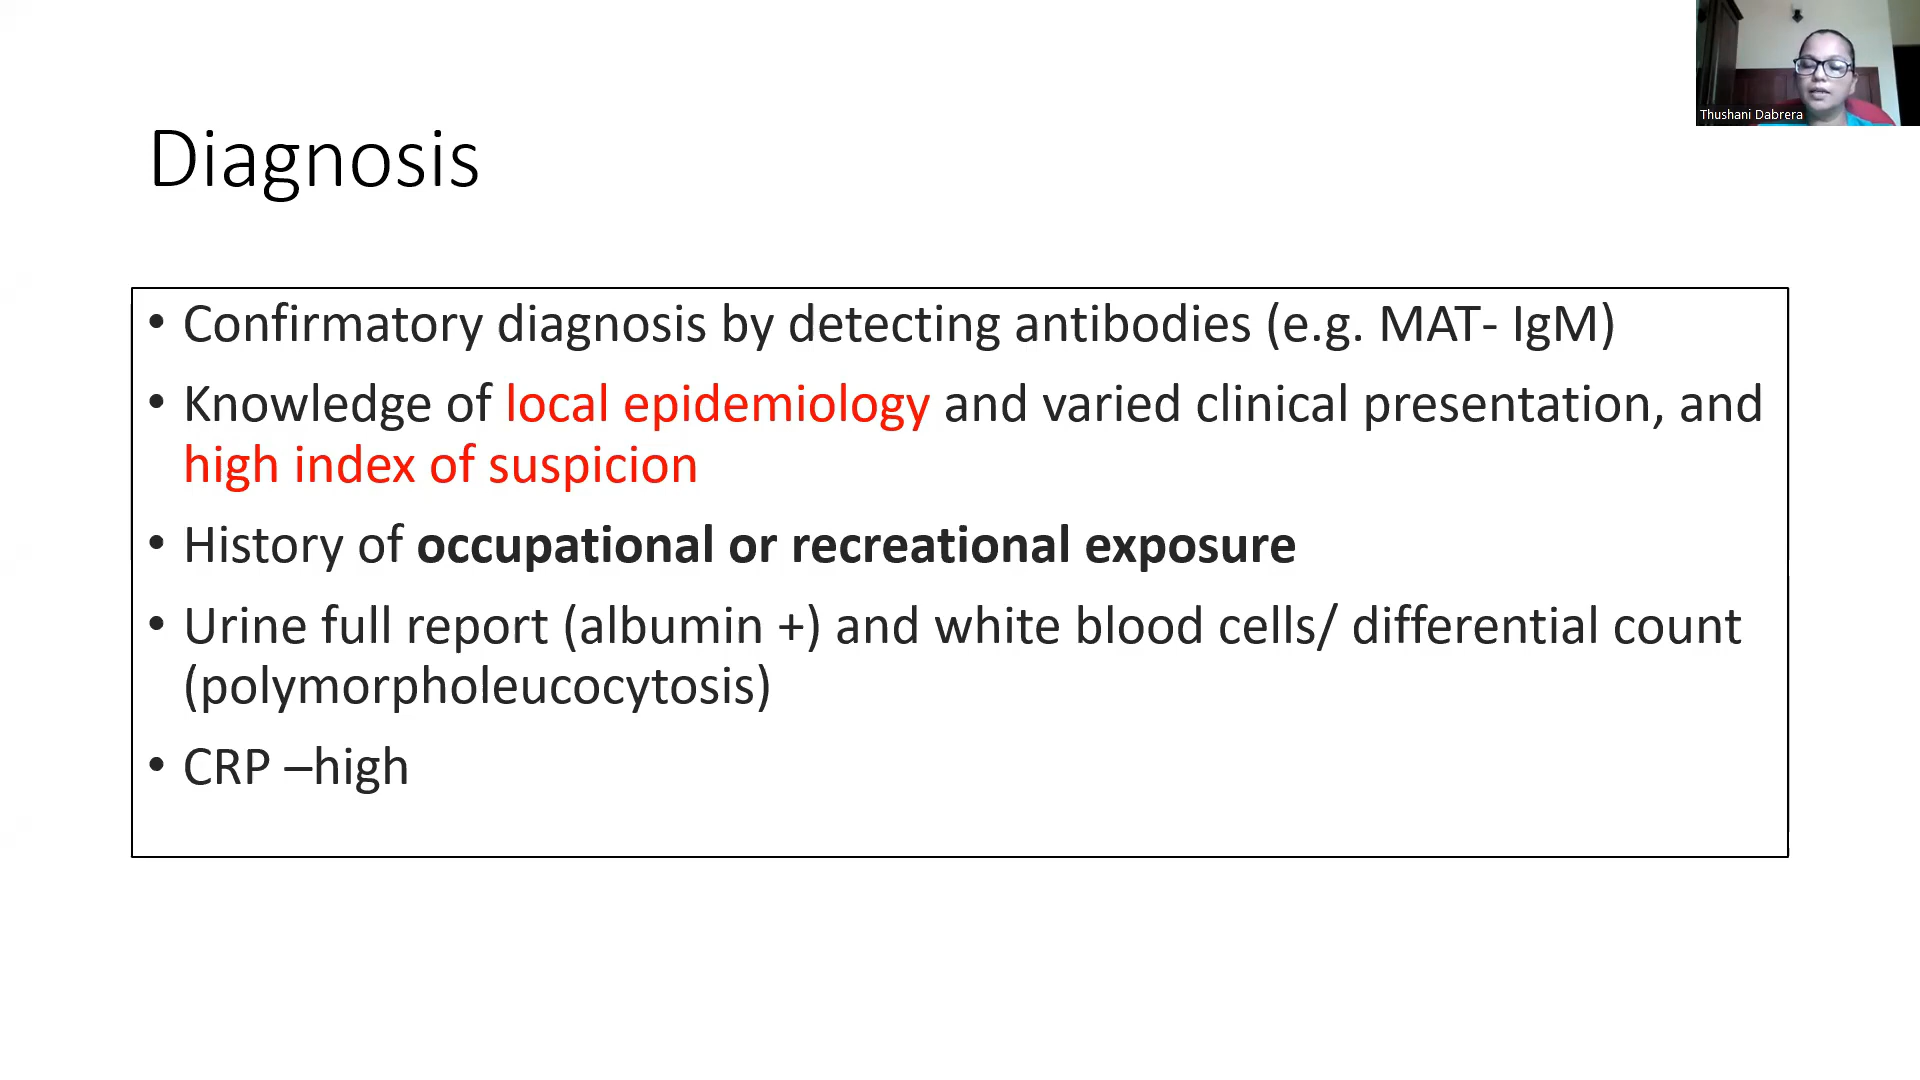 Thushani Dabrera
Diagnosis
• Confirmatory diagnosis by detecting antibodies (e.g. MAT- IgM)
• Knowledge of local epidemiology and varied clinical presentation, and
high index of suspicion
• History of occupational or recreational exposure
• Urine full report (albumin +) and white blood cells/ differential count
(polymorpholeucocytosis)
• CRP –high